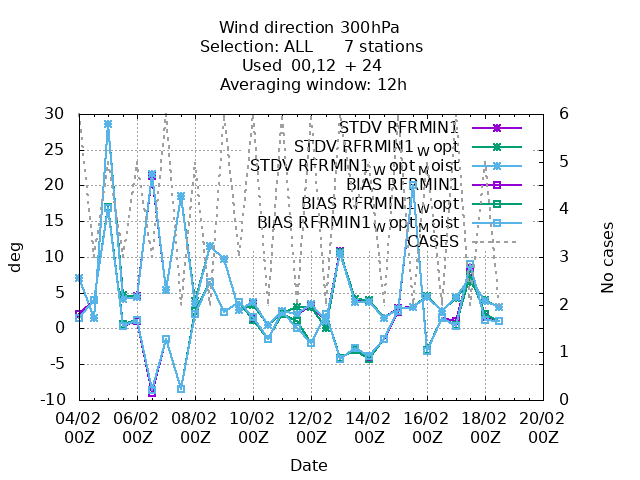 Wind direction 300hPa
Selection: ALL 7 stations
Used 00,12 + 24
Averaging window: 12h
30
25
20
15
10
5
0
-5
-10
6
5
4
3
2
1
0
deg
No cases
STDV RFRMIN1
STDV RFRMIN1_W opt
STDV RFRMIN1_W opt_M oist
BIAS RFRMIN1
BIAS RFRMIN1_W opt
BIAS RFRMIN1_W opt_M oist
CASES
04/02 06/02 08/02 10/02 12/02 14/02 16/02 18/02 20/02
00Z 00Z 00Z 00Z 00Z 00Z 00Z 00Z 00Z
Date